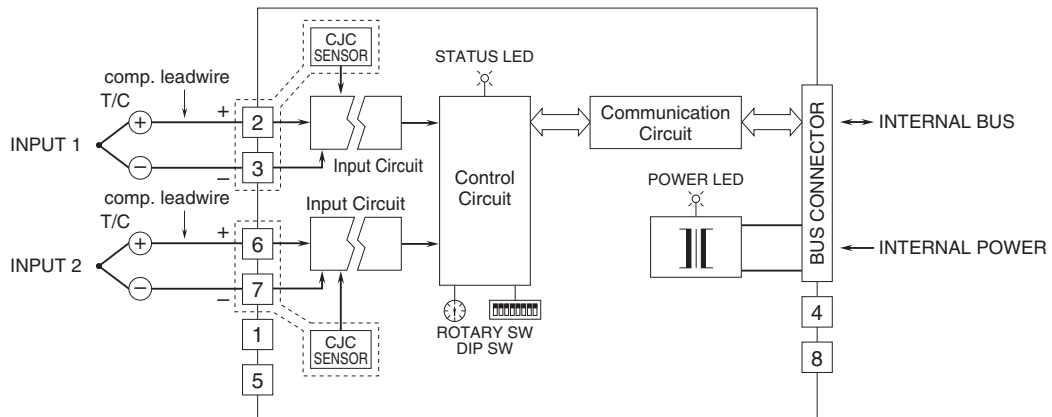 CJC
SENSOR
STATUS LED
comp. leadwire
T/C
+
+
2
INPUT 1
−
3
−
Input Circuit
Control
Circuit
Communication
Circuit
BUS CONNECTOR
INTERNAL BUS
POWER LED
INTERNAL POWER
comp. leadwire
T/C
Input Circuit
+
+
6
INPUT 2
−
7
−
1
5
CJC
SENSOR
ROTARY SW
DIP SW
4
8